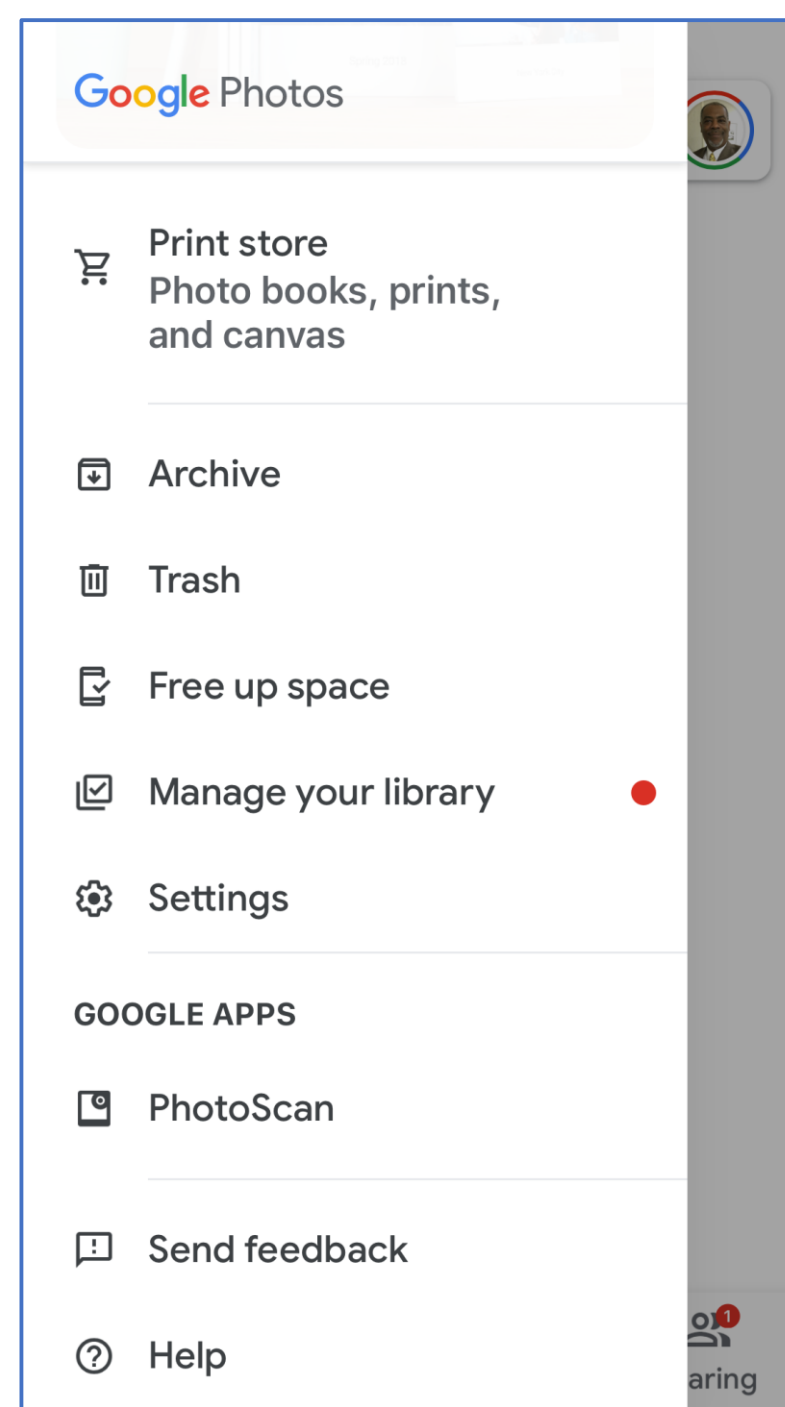 Google Photos
Print store
Photo books, prints,
and canvas
Archive
Trash
Free up space
Manage your library
Settings
GOOGLE APPS
PhotoScan
Send feedback
Help
1
aring